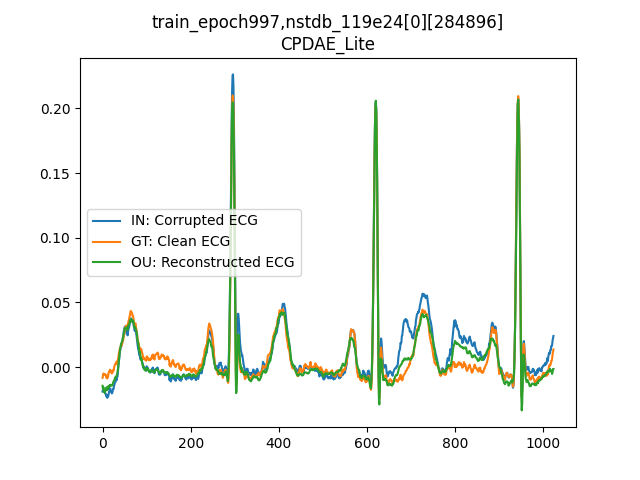 train_epoch997,nstdb_119e24[0][284896]
CPDAE_Lite
0.20
0.15
0.10
0.05
0.00
IN: Corrupted ECG
GT: Clean ECG
OU: Reconstructed ECG
0 200 400 600 800 1000